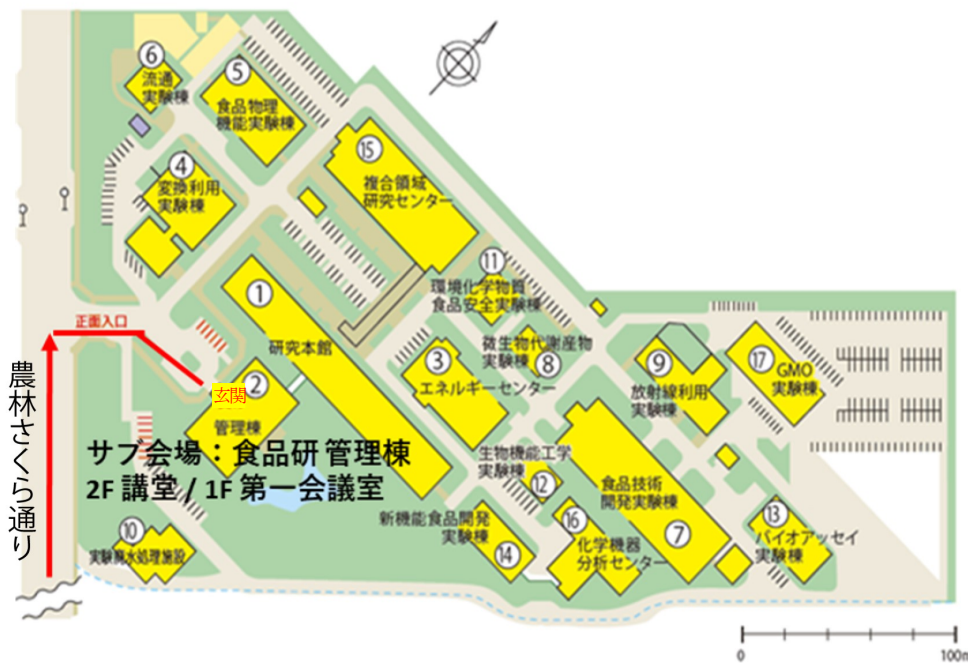 ⑥
流通
実験棟
⑤
食品物理
機能実験棟
⑮
複合領域
研究センター
④
変換利用
実験棟
⑪
環境化学物質
食品安全実験棟
①
研究本館
正面入口
微生物代謝産物
実験棟
⑧
③
エネルギーセンター
⑨
放射線利用
実験棟
⑰
GMO
実験棟
②
玄関
管理棟
農林さくら通り
サブ会場：食品研 管理棟
2F 講堂 / 1F 第一会議室
生物機能工学
実験棟
⑫
食品技術
開発実験棟
⑦
新機能食品開発
実験棟
⑭
⑯
化学機器
分析センター
⑬
バイオアッセイ
実験棟
⑩
実験廃水処理施設
0
100m